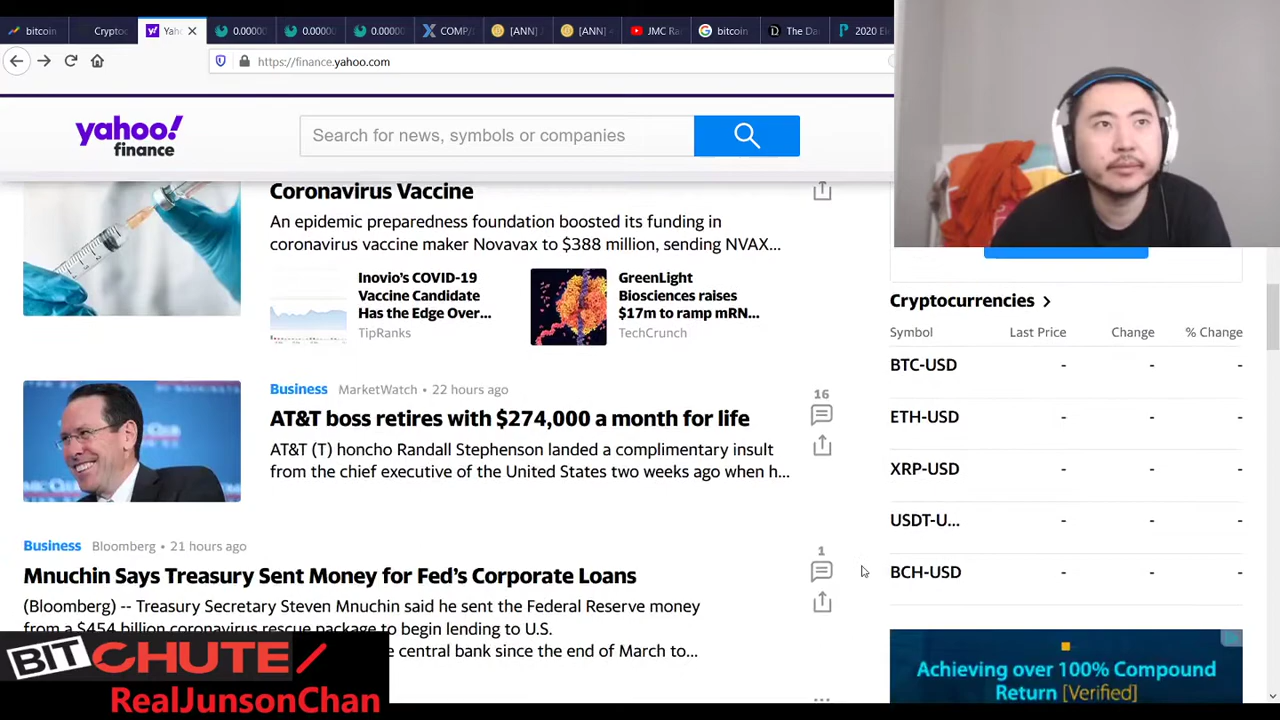 bitcoin
Cryptoc
Yaho
0.00000
0.00000
0.00000
COMP/
[ANN]
[ANN]
JMC Ra
bitcoin
The Da
2020 El
https://finance.yahoo.com
yahoo!
finance
Search for news, symbols or companies
Coronavirus Vaccine
An epidemic preparedness foundation boosted its funding in
coronavirus vaccine maker Novavax to $388 million, sending NVAX...
Inovio's COVID-19
Vaccine Candidate
Has the Edge Over...
TipRanks
GreenLight
Biosciences raises
$17m to ramp mRN...
TechCrunch
Business MarketWatch • 22 hours ago
AT&T boss retires with $274,000 a month for life
AT&T (T) honcho Randall Stephenson landed a complimentary insult
from the chief executive of the United States two weeks ago when h...
16
Business Bloomberg • 21 hours ago
Mnuchin Says Treasury Sent Money for Fed's Corporate Loans
(Bloomberg) -- Treasury Secretary Steven Mnuchin said he sent the Federal Reserve money
from a $454 billion coronavirus rescue package to begin lending to U.S.
e central bank since the end of March to...
1
Cryptocurrencies >
Symbol Last Price Change % Change
BTC-USD - - -
ETH-USD - - -
XRP-USD - - -
USDT-U... - - -
BCH-USD - - -
Achieving over 100% Compound
Return [Verified]
BITCHUTE/
RealJunsonChan